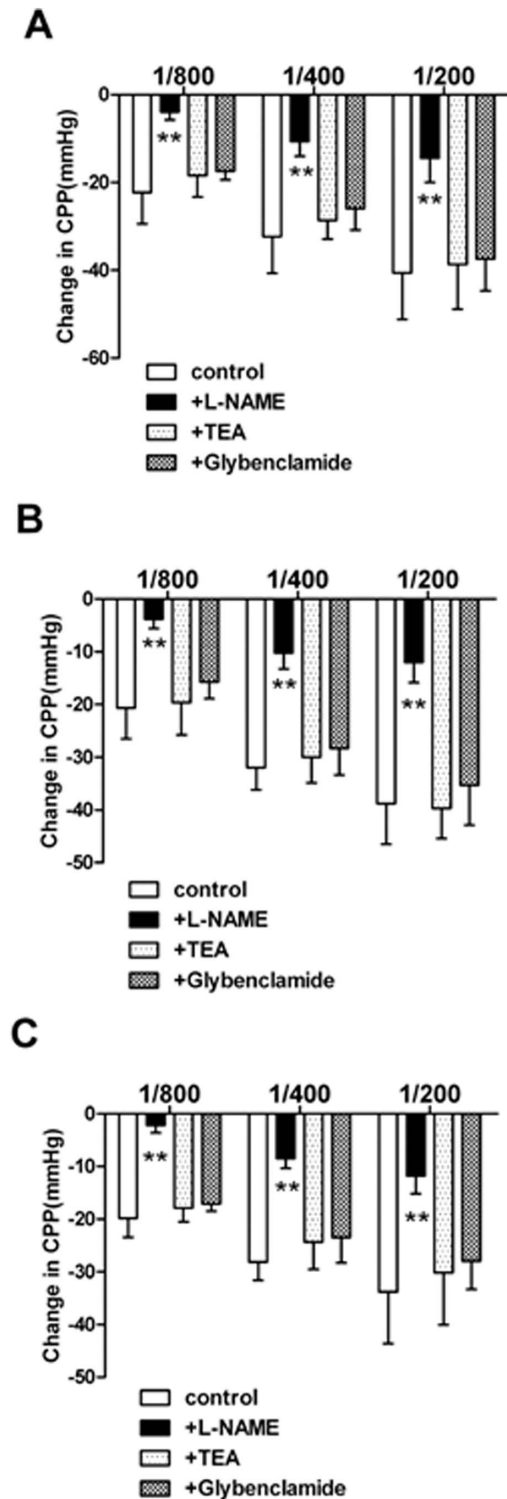 A
1/800 1/400 1/200
Change in CPP(mmHg)
0
-20
-40
-60
control
+L-NAME
+TEA
+Glybenclamide
** ** **
B
1/800 1/400 1/200
Change in CPP(mmHg)
0
-10
-20
-30
-40
-50
control
+L-NAME
+TEA
+Glybenclamide
** ** **
C
1/800 1/400 1/200
Change in CPP(mmHg)
0
-10
-20
-30
-40
-50
control
+L-NAME
+TEA
+Glybenclamide
** ** **